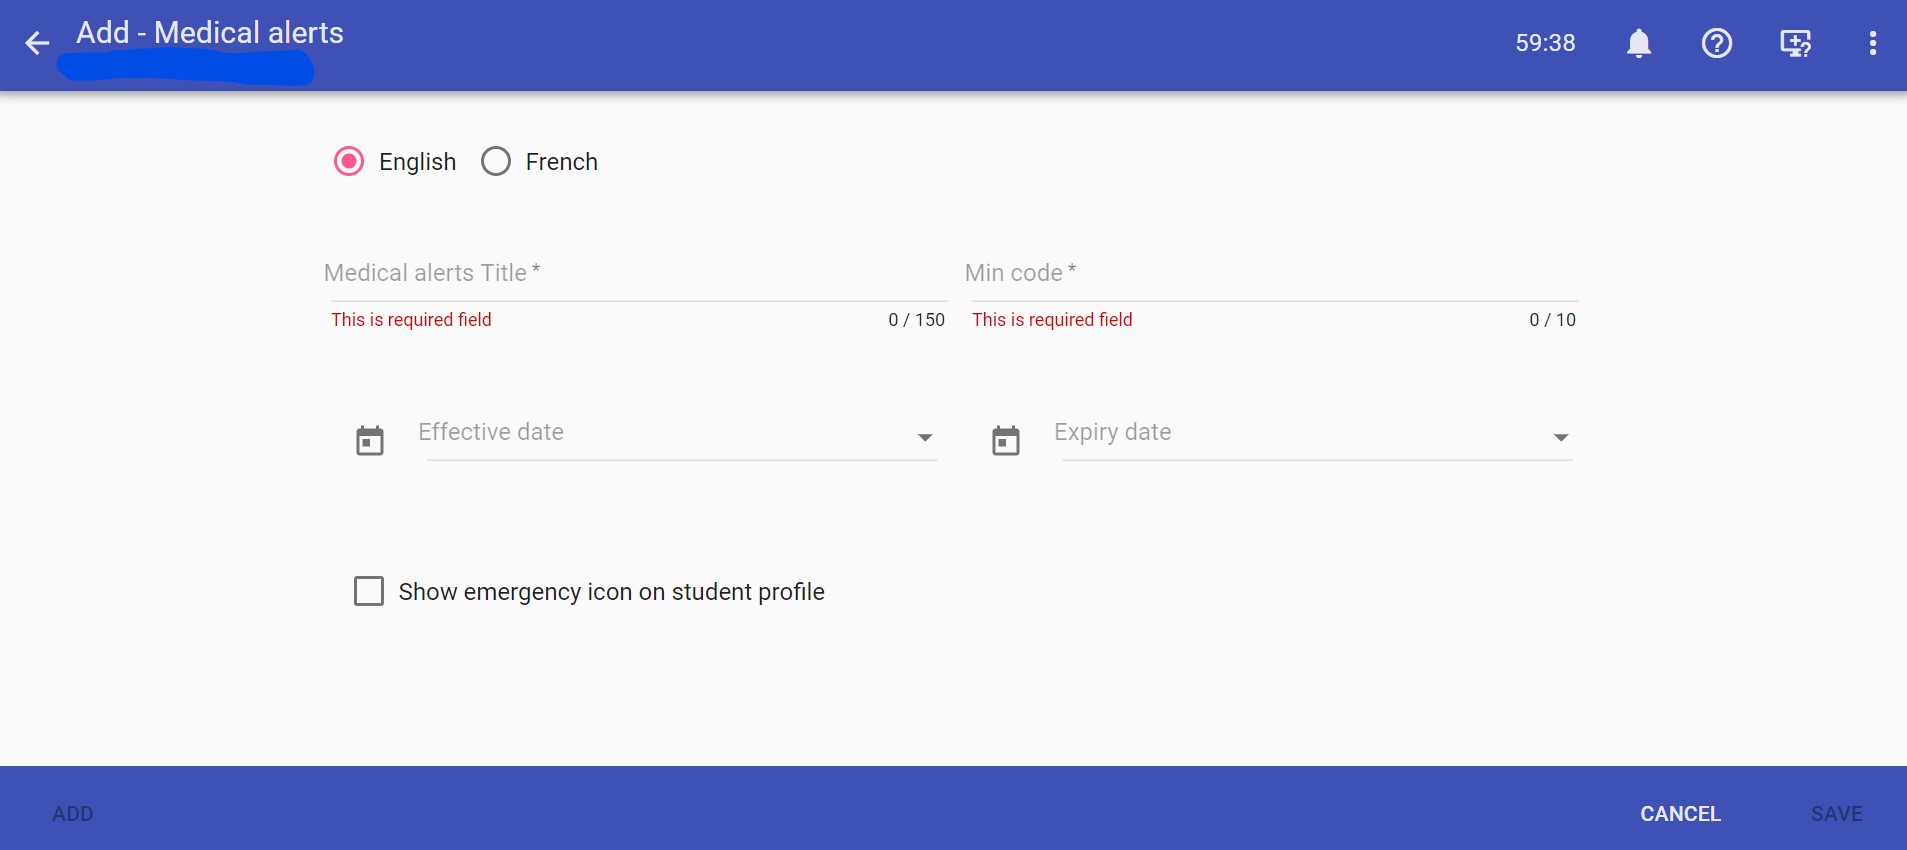 Add - Medical alerts
59:38
English French
Medical alerts Title * Min code *
This is required field 0 / 150 This is required field 0 / 10
Effective date Expiry date
Show emergency icon on student profile
ADD CANCEL SAVE